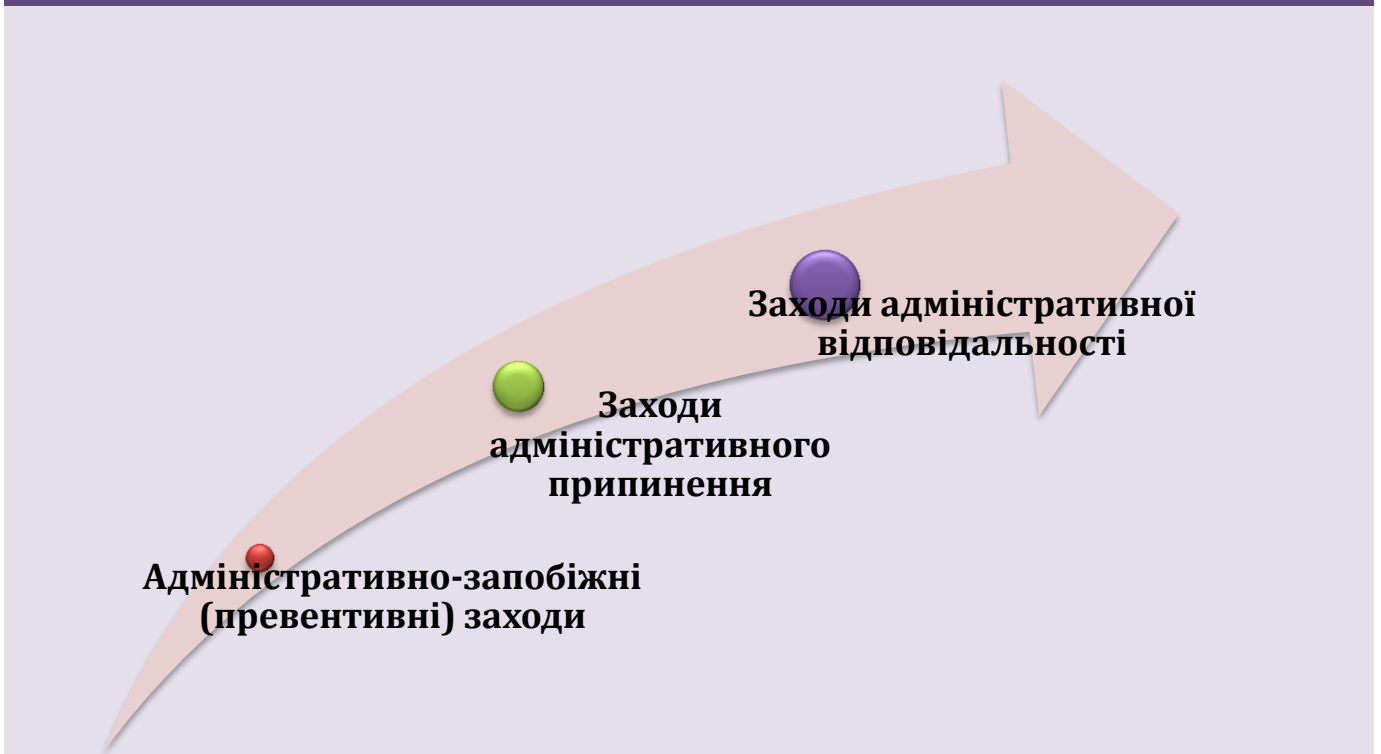 Заходи адміністративної
відповідальності
Заходи
адміністративного
припинення
Адміністративно-запобіжні
(превентивні) заходи